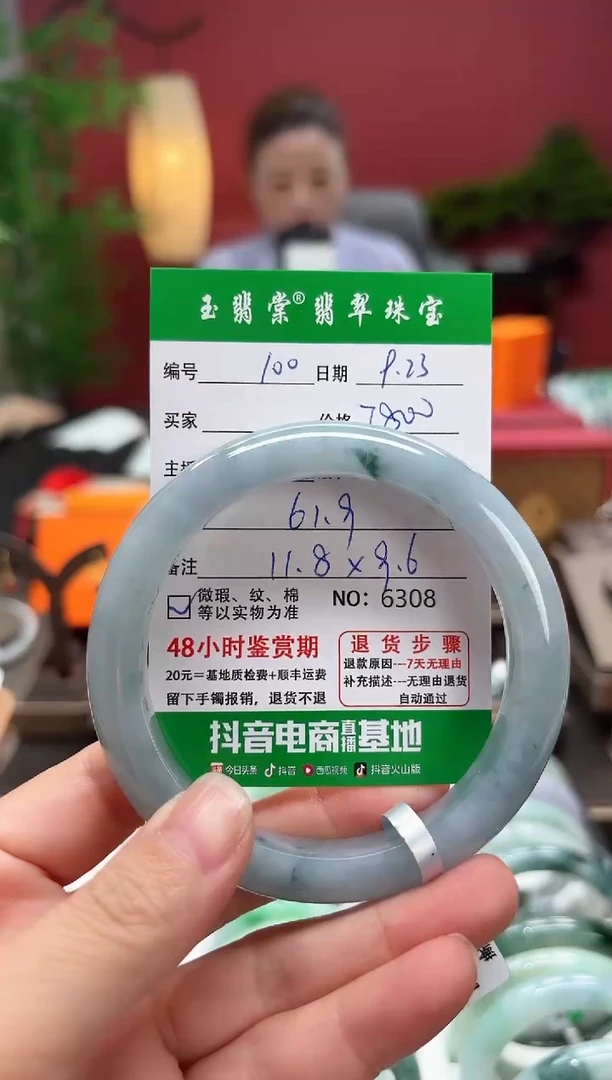 玉翡棠®翡翠珠宝
编号 100 日期 9.23
买家 价格 7800
主播
61.9
备注 11.8 x 9.6
微瑕、纹、棉
等以实物为准
NO: 6308
48小时鉴赏期
20元=基地质检费+顺丰运费
留下手镯报销，退货不退
退货步骤
退款原因---7天无理由
补充描述---无理由退货
自动通过
抖音电商直播基地
今日头条 抖音 西瓜视频 抖音火山版